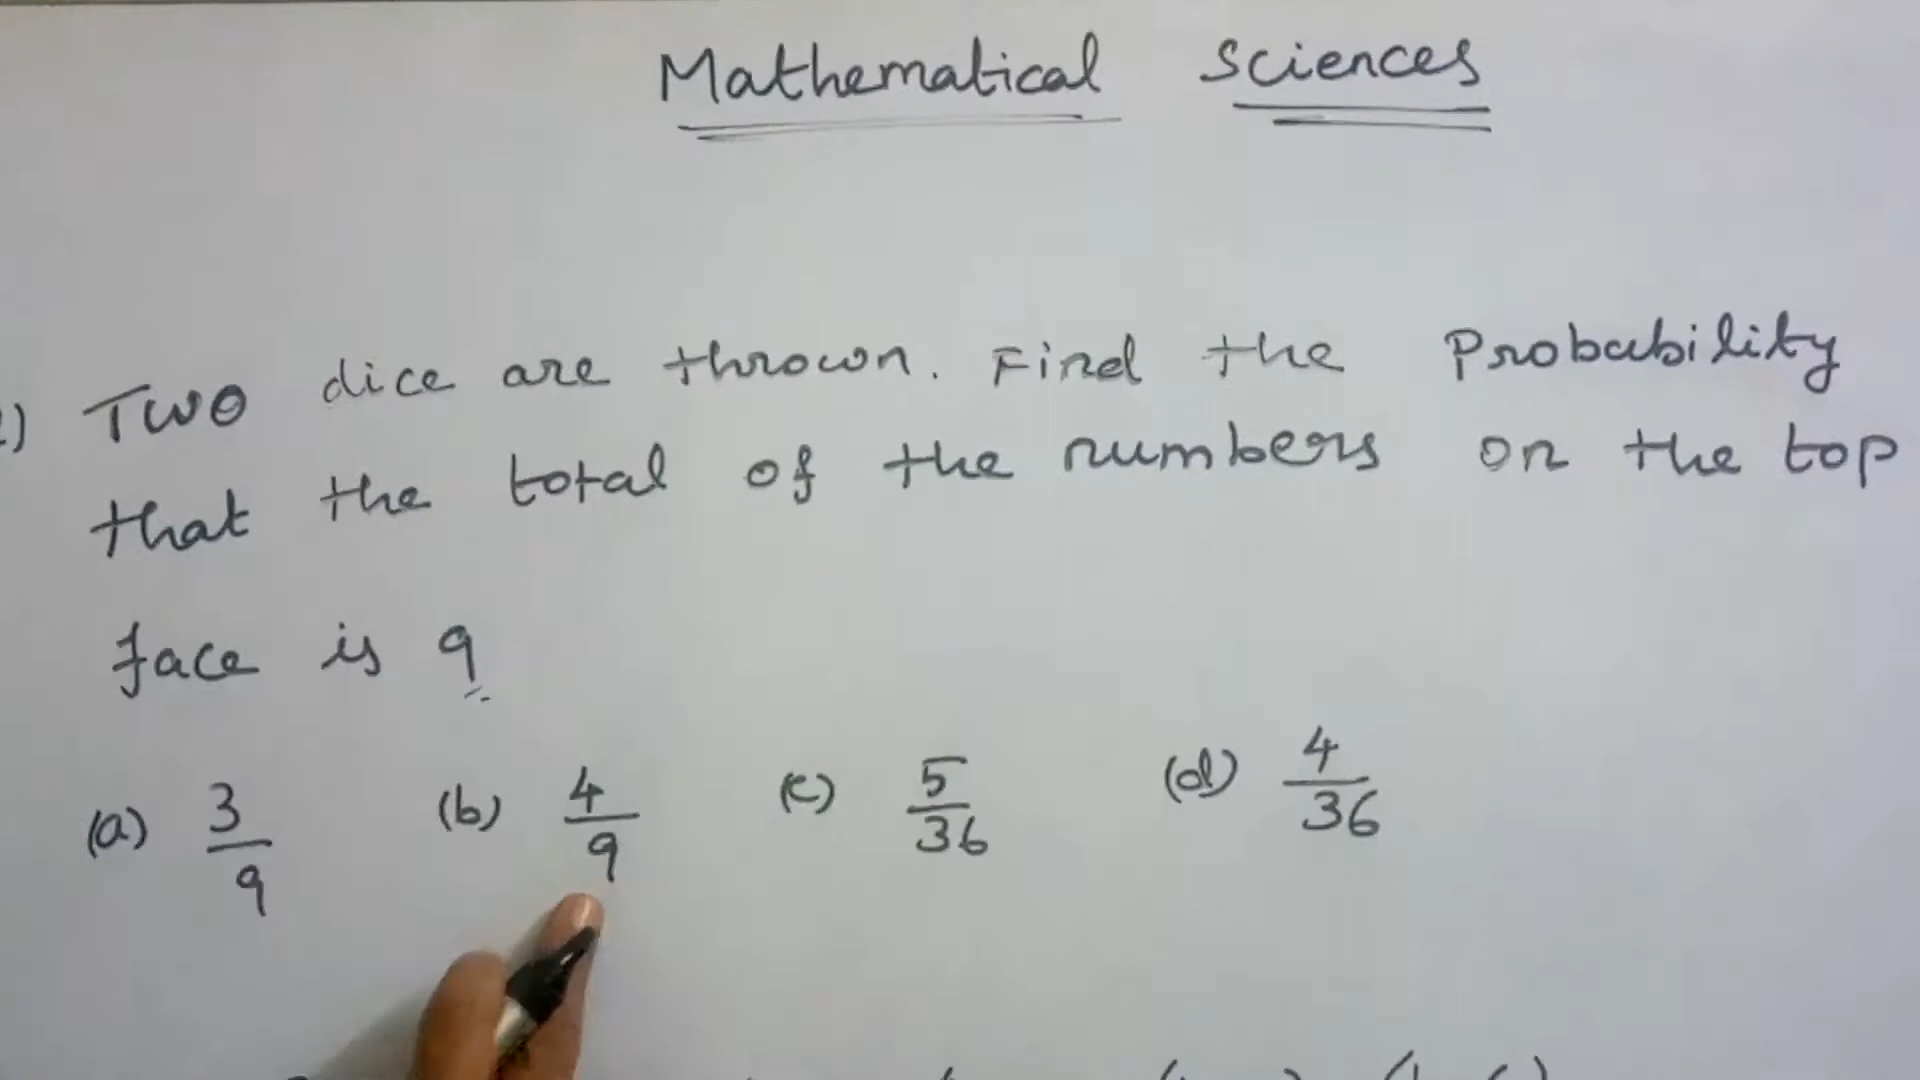 Mathematical Sciences
) Two dice are thrown. Find the Probability
that the total of the numbers on the top
face is 9
(a) 3/9 (b) 4/9 (c) 5/36 (d) 4/36